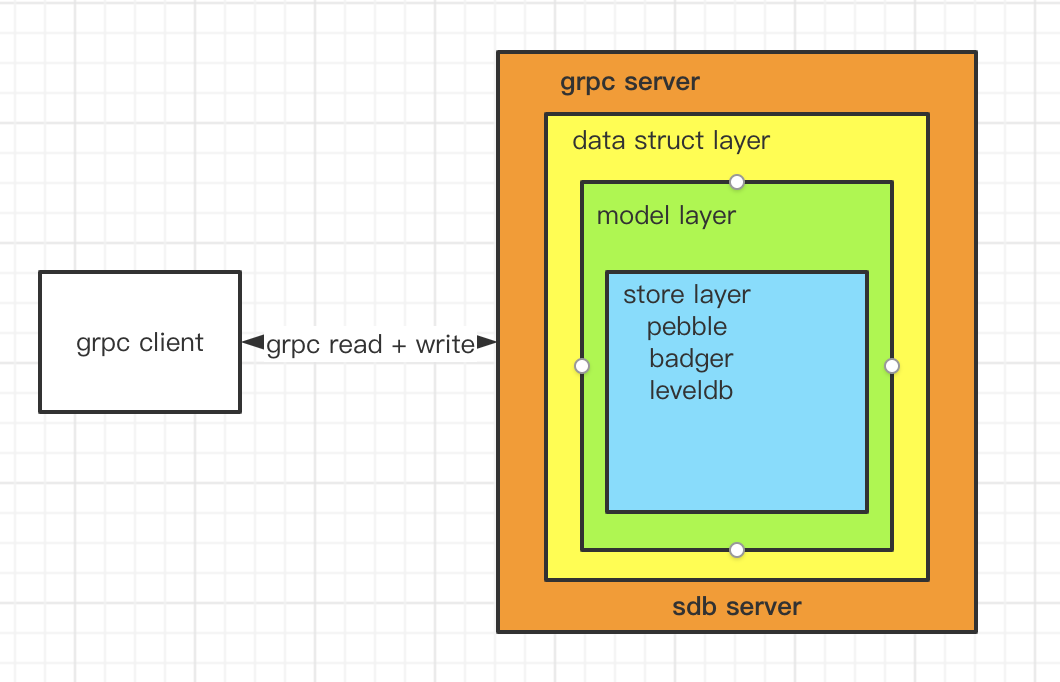 grpc server
data struct layer
model layer
store layer
pebble
badger
leveldb
grpc client
grpc read + write
sdb server